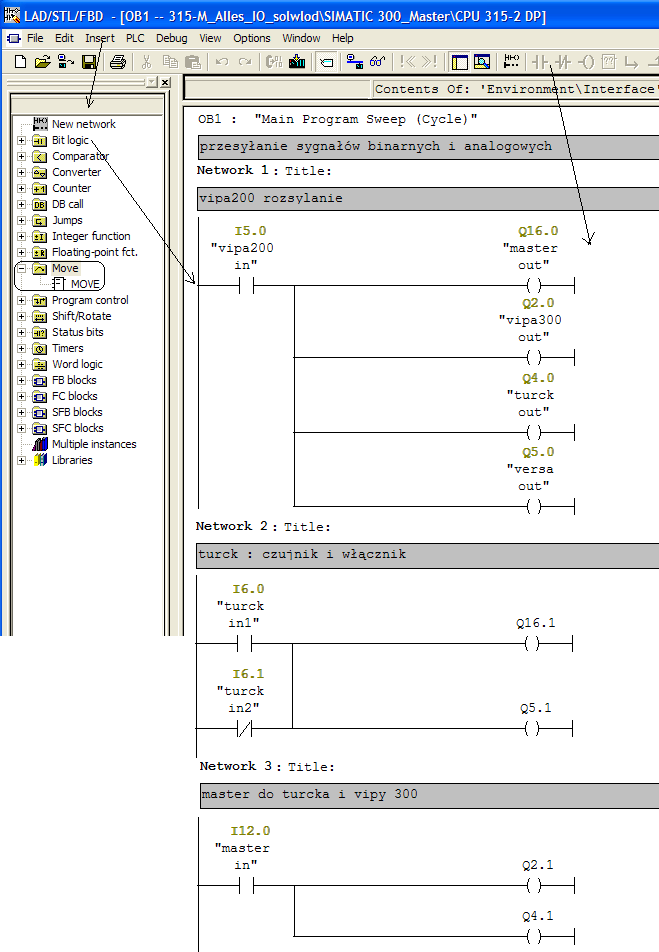 LAD/STL/FBD - [OB1 -- 315-M_Alles_IO_solwlod\SIMATIC 300_Master\CPU 315-2 DP]
File Edit Insert PLC Debug View Options Window Help
Contents Of: 'Environment\Interface'
New network
Bit logic
Comparator
Converter
Counter
DB call
Jumps
Integer function
Floating-point fct.
Move
MOVE
Program control
Shift/Rotate
Status bits
Timers
Word logic
FB blocks
FC blocks
SFB blocks
SFC blocks
Multiple instances
Libraries
OB1 : "Main Program Sweep (Cycle)"
przesyłanie sygnałów binarnych i analogowych
Network 1 : Title:
vipa200 rozsylanie
I5.0
"vipa200
in"
Q16.0
"master
out"
Q2.0
"vipa300
out"
Q4.0
"turck
out"
Q5.0
"versa
out"
Network 2 : Title:
turck : czujnik i włącznik
I6.0
"turck
in1"
Q16.1
I6.1
"turck
in2"
Q5.1
Network 3 : Title:
master do turcka i vipy 300
I12.0
"master
in"
Q2.1
Q4.1